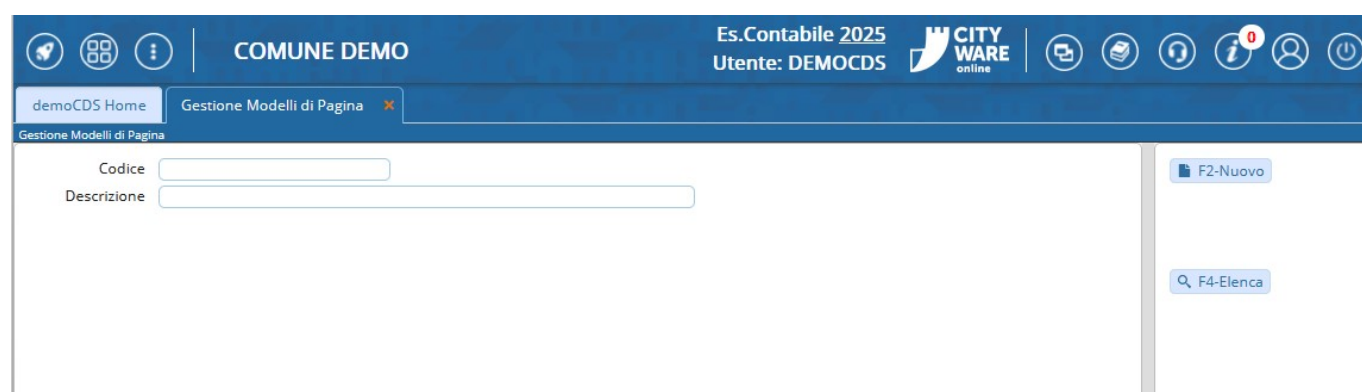 COMUNE DEMO
Es.Contabile 2025
Utente: DEMOCDS
CITY
WARE
online
i
0
demoCDS Home
Gestione Modelli di Pagina
Gestione Modelli di Pagina
Codice
F2-Nuovo
Descrizione
F4-Elenca